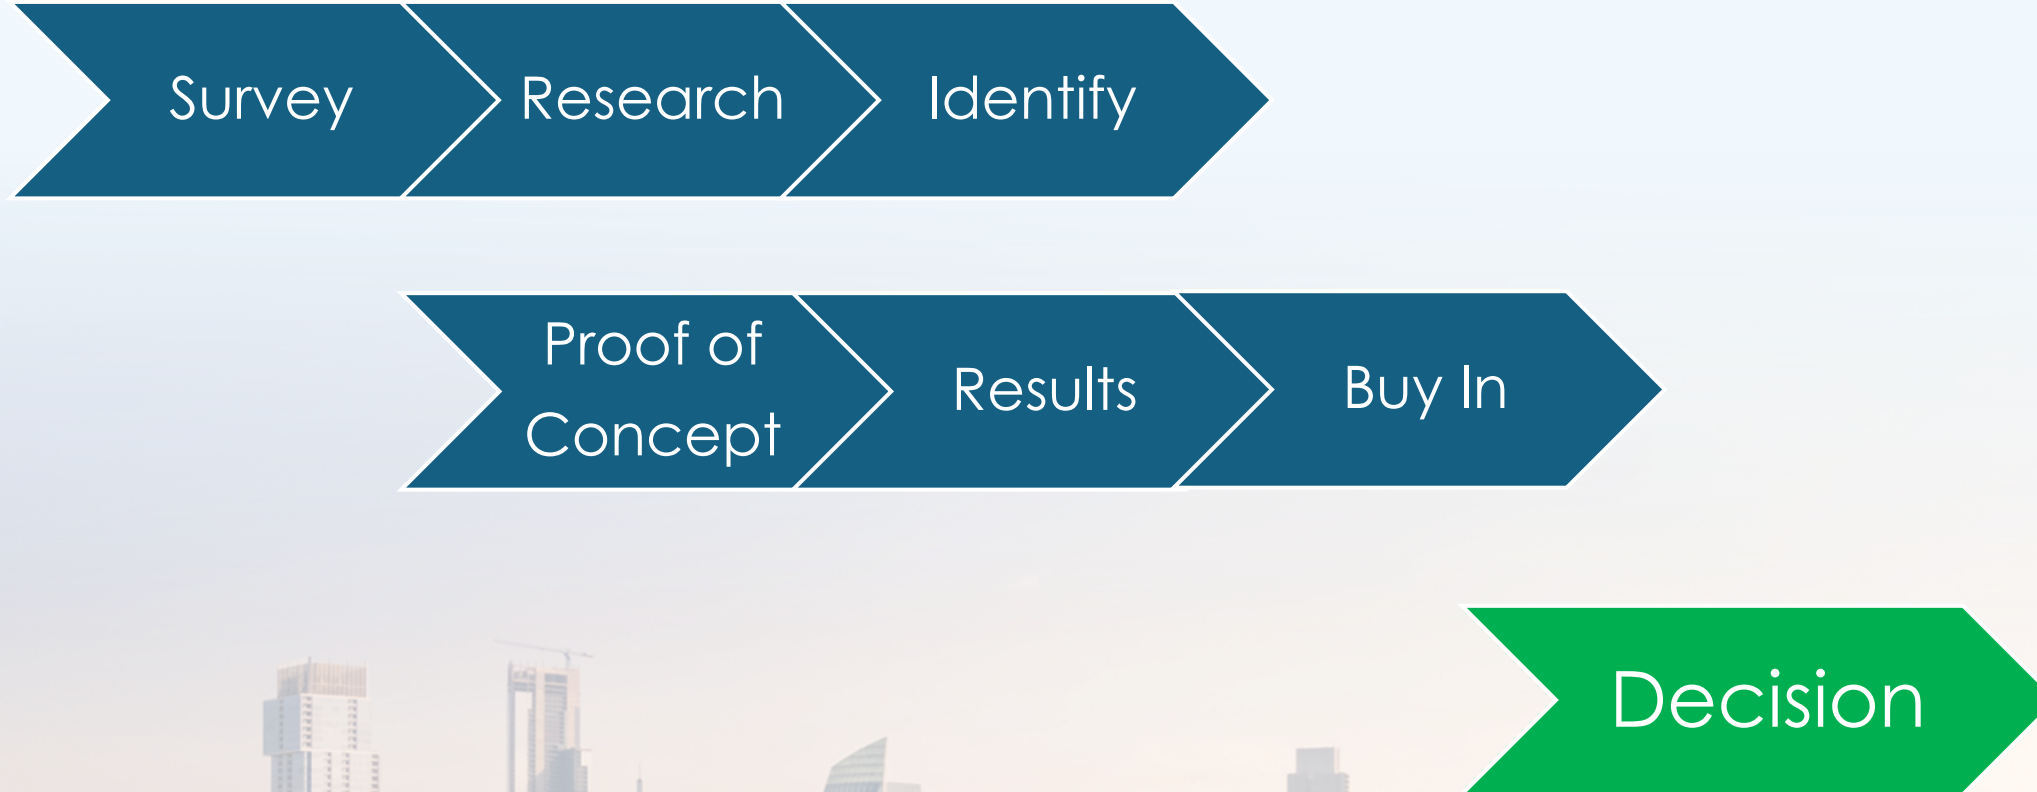 Survey
Research
Identify
Proof of
Concept
Results
Buy In
Decision